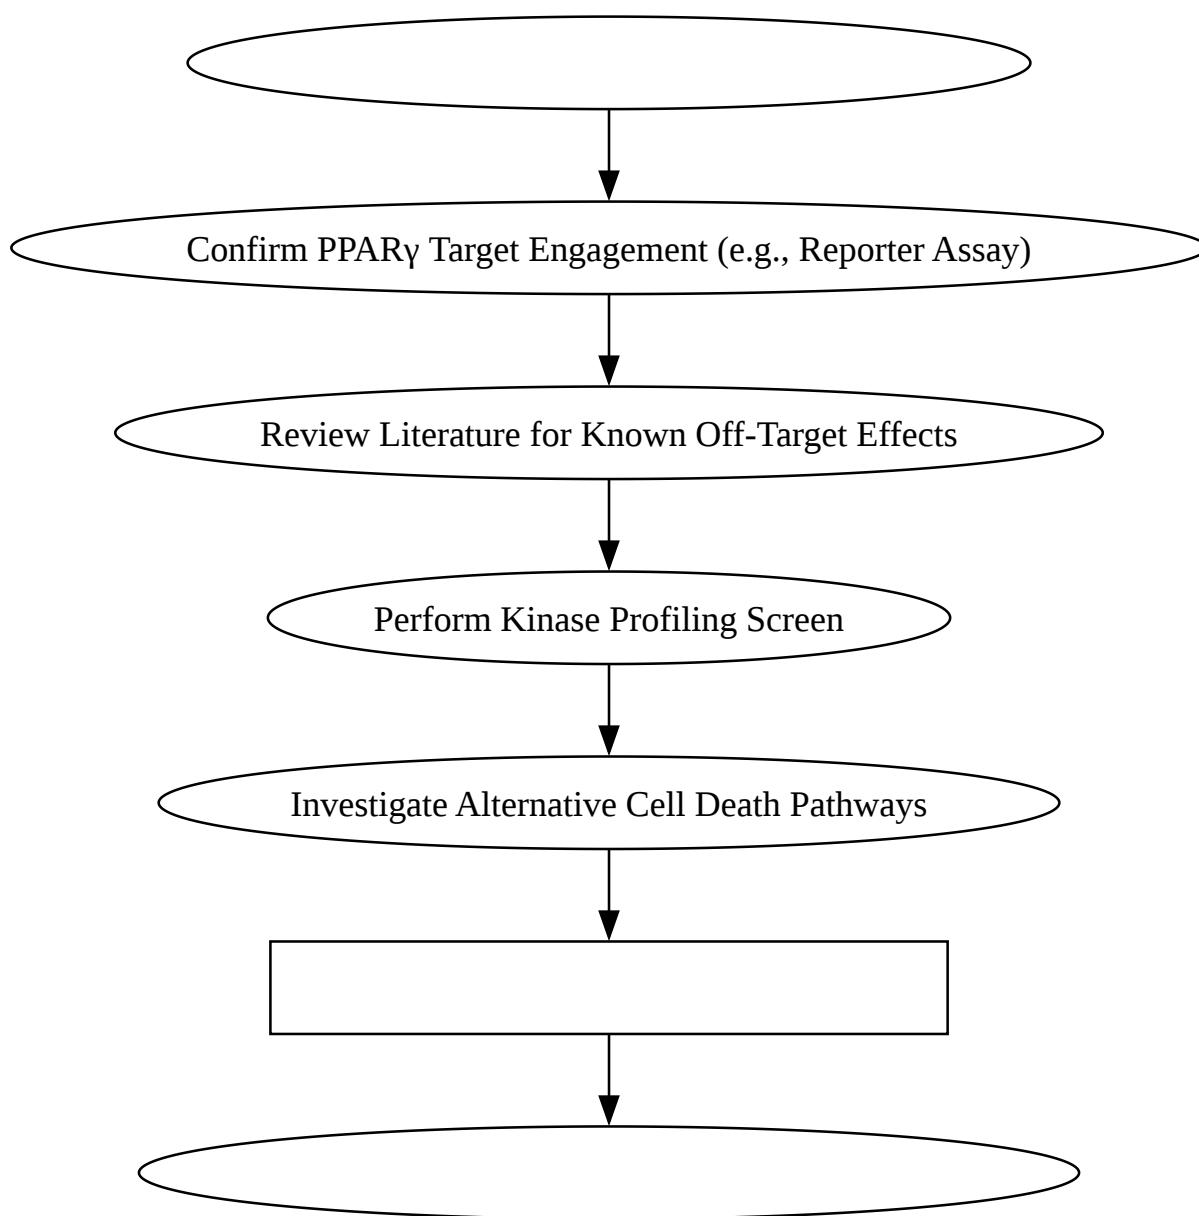 Confirm PPARγ Target Engagement (e.g., Reporter Assay)
Review Literature for Known Off-Target Effects
Perform Kinase Profiling Screen
Investigate Alternative Cell Death Pathways